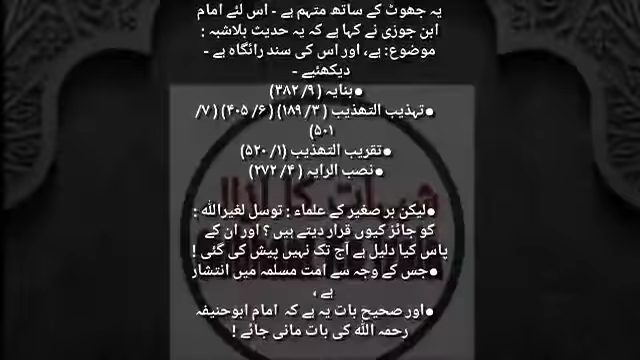 یہ جھوٹ کے ساتھ متہم ہے - اس لئے امام
ابن جوزی نے کہا ہے کہ یہ حدیث بلاشبہ :
موضوع: ہے، اور اس کی سند رائگاہ ہے -
دیکھئیے -
●بنایہ ( ۹/ ۳۸۲)
●تہذیب التھذیب ( ۳/ ۱۸۹) ( ۶/ ۴۰۵) ( ۷/
۵۰۱)
●تقریب التھذیب (۱/ ۵۲۰)
●نصب الرایہ ( ۴/ ۲۷۲)
●لیکن بر صغیر کے علماء : توسل لغیراللہ :
کو جائز کیوں قرار دیتے ہیں ؟ اور ان کے
پاس کیا دلیل ہے آج تک نہیں پیش کی گئی !
●جس کے وجہ سے امت مسلمہ میں انتشار
ہے ،
●اور صحیح بات یہ ہے کہ امام ابوحنیفہ
رحمہ اللہ کی بات مانی جائے !